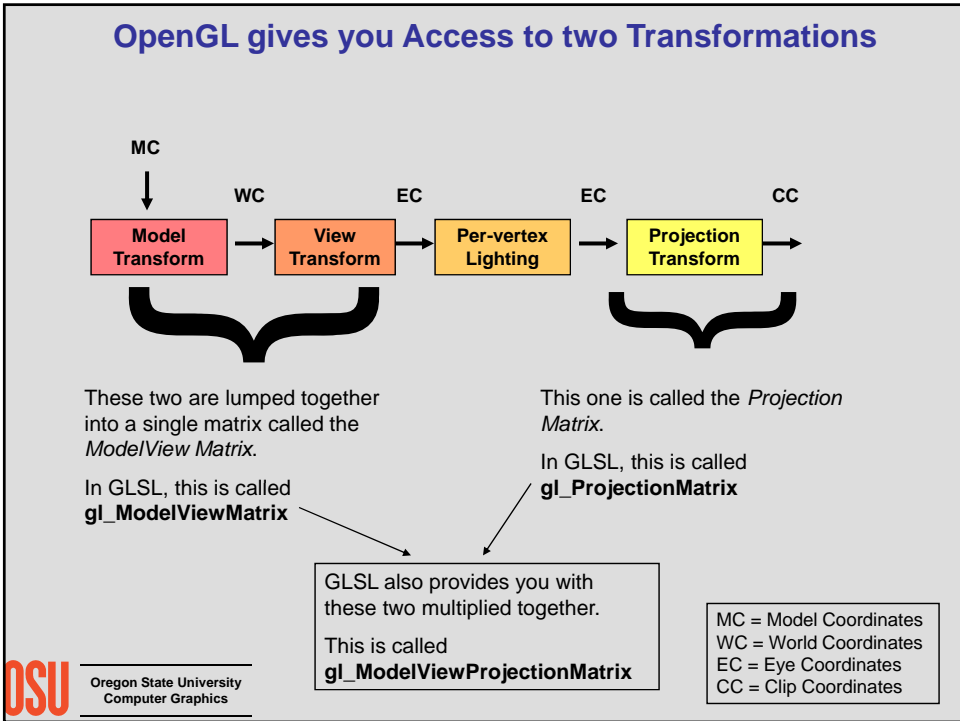 OpenGL gives you Access to two Transformations
MC
WC
EC
EC
CC
Model
Transform
View
Transform
Per-vertex
Lighting
Projection
Transform
These two are lumped together
into a single matrix called the
ModelView Matrix.
In GLSL, this is called
gl_ModelViewMatrix
This one is called the Projection
Matrix.
In GLSL, this is called
gl_ProjectionMatrix
GLSL also provides you with
these two multiplied together.
This is called
gl_ModelViewProjectionMatrix
MC = Model Coordinates
WC = World Coordinates
EC = Eye Coordinates
CC = Clip Coordinates
OSU
Oregon State University
Computer Graphics